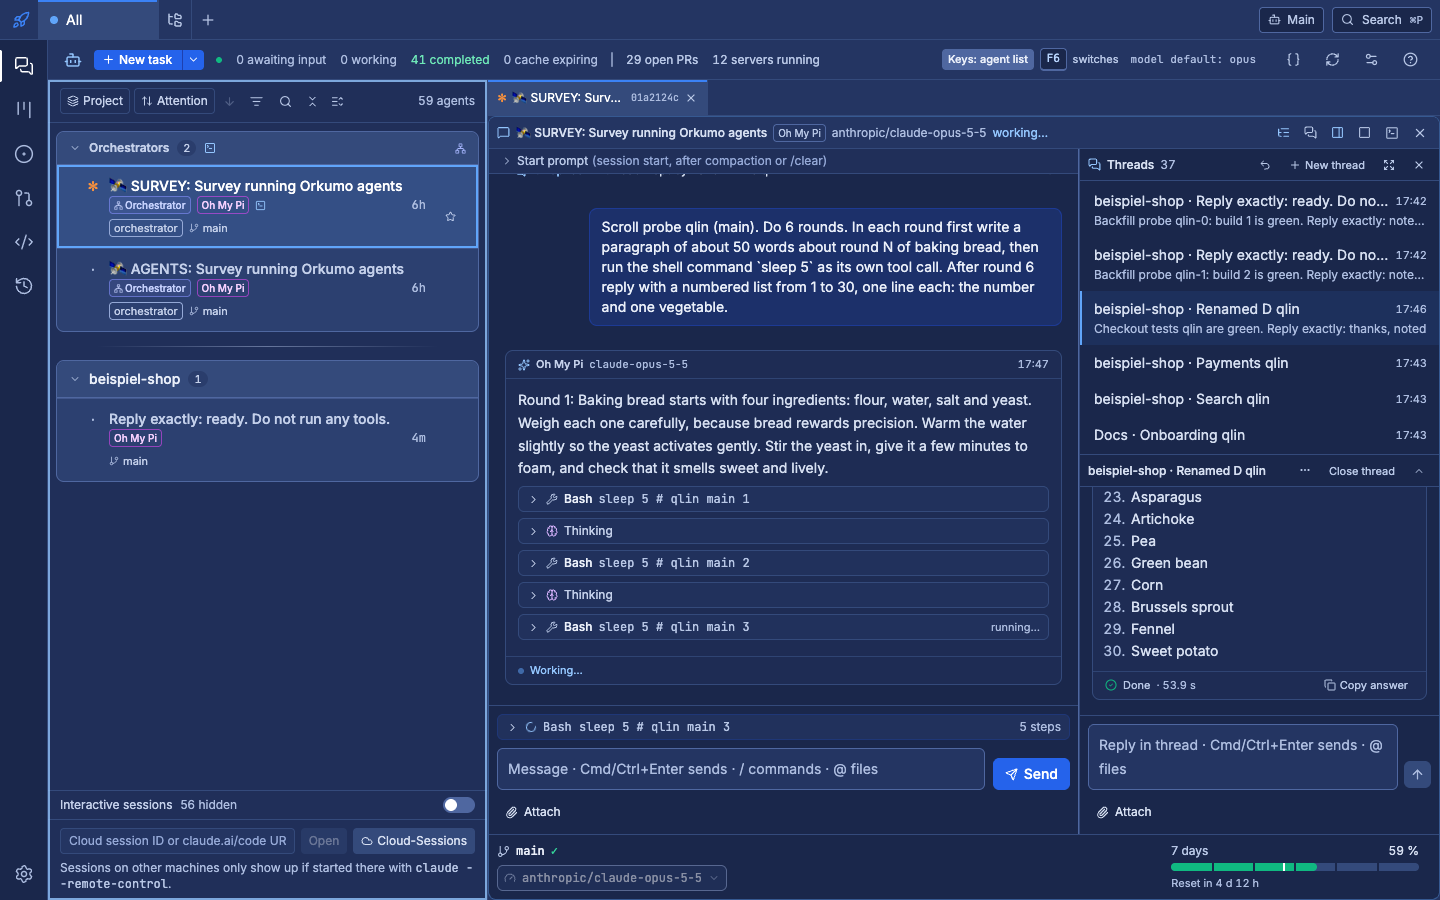 All
Main
Search ⌘P
+ New task
0 awaiting input
0 working
41 completed
0 cache expiring
29 open PRs
12 servers running
Keys: agent list
F6
switches
model default: opus
Project
Attention
59 agents
Orchestrators 2
SURVEY: Survey running Orkumo agents
Orchestrator
Oh My Pi
6h
orchestrator
main
AGENTS: Survey running Orkumo agents
Orchestrator
Oh My Pi
6h
orchestrator
main
beispiel-shop 1
Reply exactly: ready. Do not run any tools.
Oh My Pi
4m
main
Interactive sessions 56 hidden
Cloud session ID or claude.ai/code UR
Open
Cloud-Sessions
Sessions on other machines only show up if started there with claude -
-remote-control.
SURVEY: Surv... 01a2124c
SURVEY: Survey running Orkumo agents Oh My Pi anthropic/claude-opus-5-5 working...
Start prompt (session start, after compaction or /clear)
Scroll probe qlin (main). Do 6 rounds. In each round first write a
paragraph of about 50 words about round N of baking bread, then
run the shell command `sleep 5` as its own tool call. After round 6
reply with a numbered list from 1 to 30, one line each: the number
and one vegetable.
Oh My Pi claude-opus-5-5 17:47
Round 1: Baking bread starts with four ingredients: flour, water, salt and yeast.
Weigh each one carefully, because bread rewards precision. Warm the water
slightly so the yeast activates gently. Stir the yeast in, give it a few minutes to
foam, and check that it smells sweet and lively.
Bash sleep 5 # qlin main 1
Thinking
Bash sleep 5 # qlin main 2
Thinking
Bash sleep 5 # qlin main 3 running...
Working...
Bash sleep 5 # qlin main 3 5 steps
Message · Cmd/Ctrl+Enter sends · / commands · @ files
Send
Attach
Threads 37
+ New thread
beispiel-shop · Reply exactly: ready. Do no... 17:42
Backfill probe qlin-0: build 1 is green. Reply exactly: note...
beispiel-shop · Reply exactly: ready. Do no... 17:42
Backfill probe qlin-1: build 2 is green. Reply exactly: note...
beispiel-shop · Renamed D qlin 17:46
Checkout tests qlin are green. Reply exactly: thanks, noted
beispiel-shop · Payments qlin 17:43
beispiel-shop · Search qlin 17:43
Docs · Onboarding qlin 17:43
beispiel-shop · Renamed D qlin ··· Close thread
23. Asparagus
24. Artichoke
25. Pea
26. Green bean
27. Corn
28. Brussels sprout
29. Fennel
30. Sweet potato
Done · 53.9 s
Copy answer
Reply in thread · Cmd/Ctrl+Enter sends · @
files
Attach
main ✓
anthropic/claude-opus-5-5
7 days 59 %
Reset in 4 d 12 h